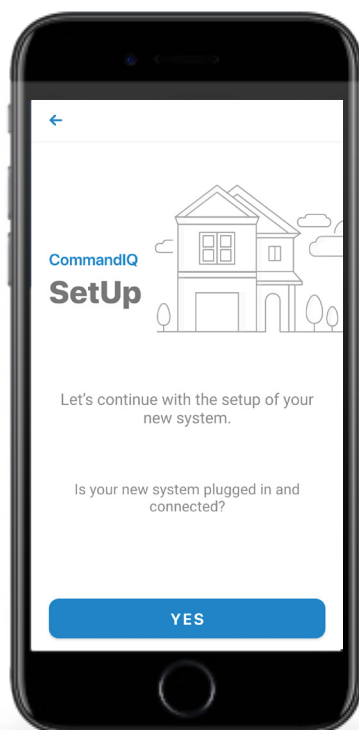 CommandIQ
SetUp
Let's continue with the setup of your
new system.
Is your new system plugged in and
connected?
YES